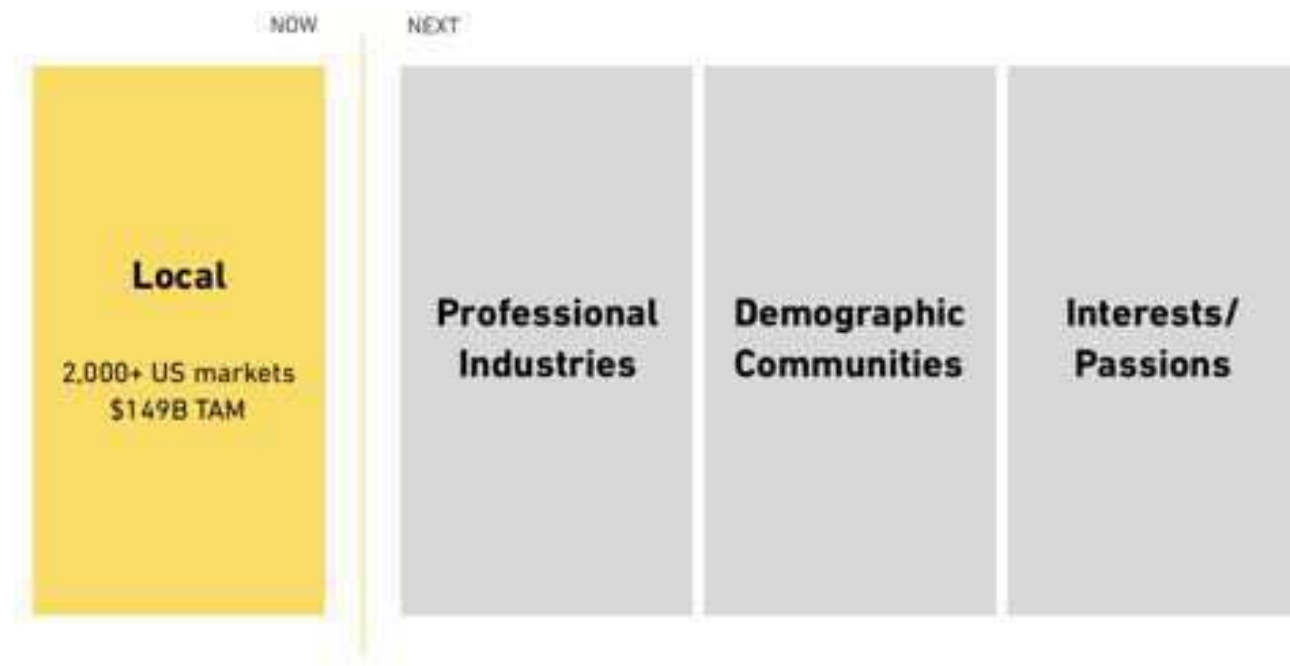 NOW
NEXT
Local
2,000+ US markets
$149B TAM
Professional
Industries
Demographic
Communities
Interests/
Passions